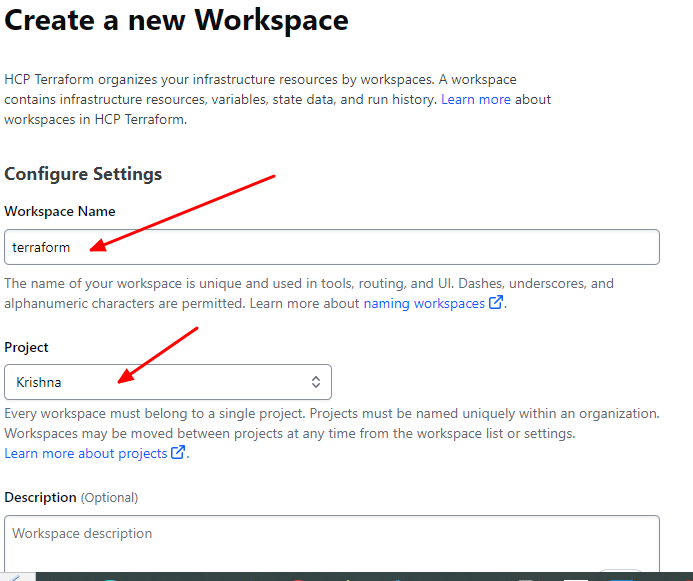 Create a new Workspace
HCP Terraform organizes your infrastructure resources by workspaces. A workspace
contains infrastructure resources, variables, state data, and run history. Learn more about
workspaces in HCP Terraform.
Configure Settings
Workspace Name
terraform
The name of your workspace is unique and used in tools, routing, and UI. Dashes, underscores, and
alphanumeric characters are permitted. Learn more about naming workspaces.
Project
Krishna
Every workspace must belong to a single project. Projects must be named uniquely within an organization.
Workspaces may be moved between projects at any time from the workspace list or settings.
Learn more about projects.
Description (Optional)
Workspace description